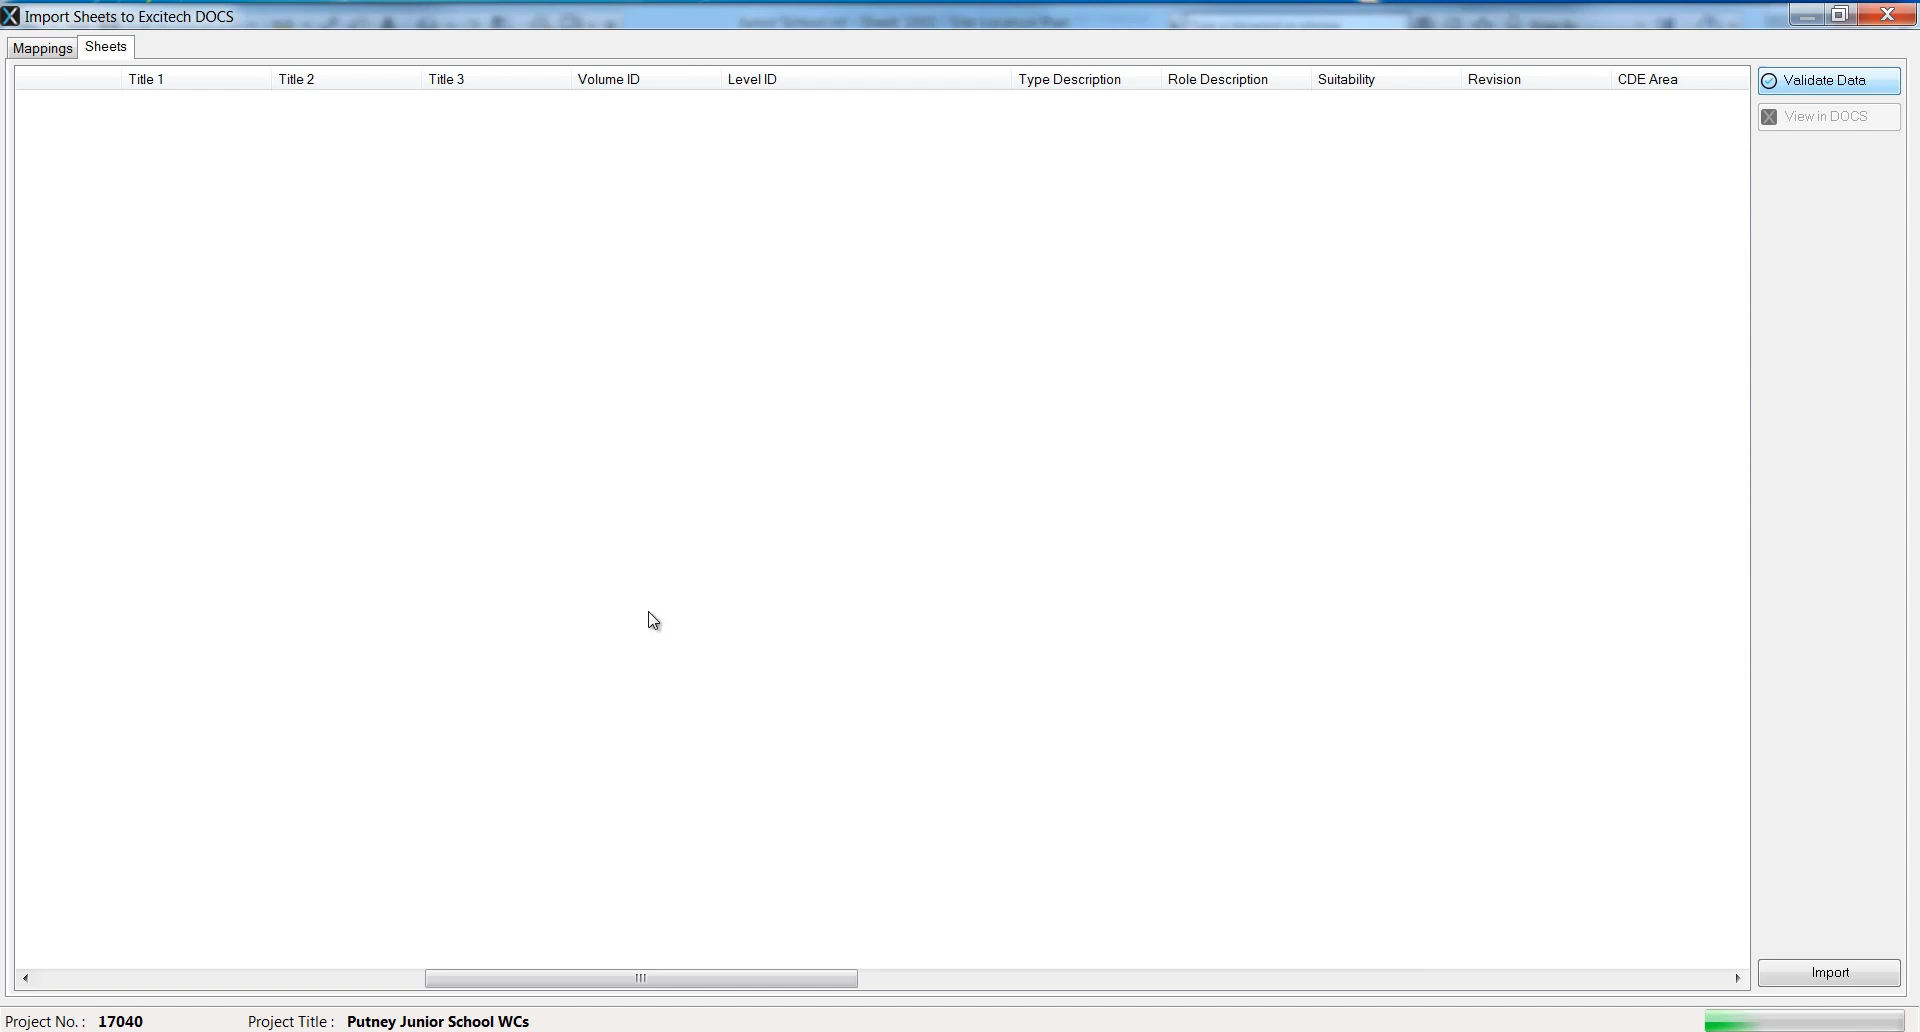 Import Sheets to Excitech DOCS
Mappings Sheets
Title 1 Title 2 Title 3 Volume ID Level ID Type Description Role Description Suitability Revision CDE Area
Validate Data
View in DOCS
Import
Project No. : 17040 Project Title : Putney Junior School WCs